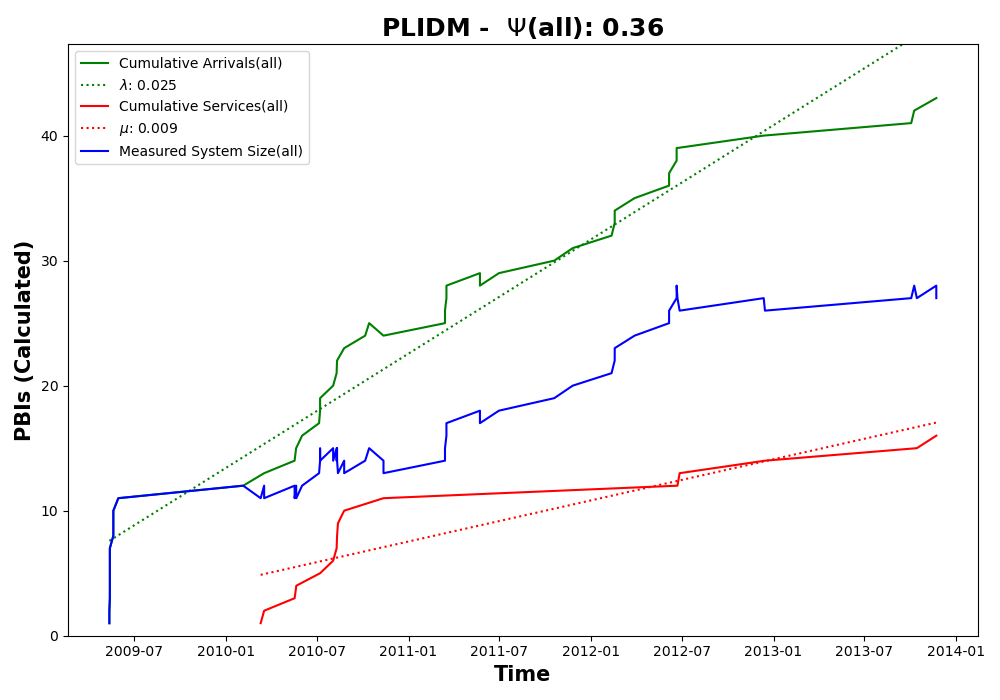 PLIDM - Ψ(all): 0.36
Cumulative Arrivals(all)
λ: 0.025
Cumulative Services(all)
μ: 0.009
Measured System Size(all)
PBIs (Calculated)
40
30
20
10
0
2009-07 2010-01 2010-07 2011-01 2011-07 2012-01 2012-07 2013-01 2013-07 2014-01
Time